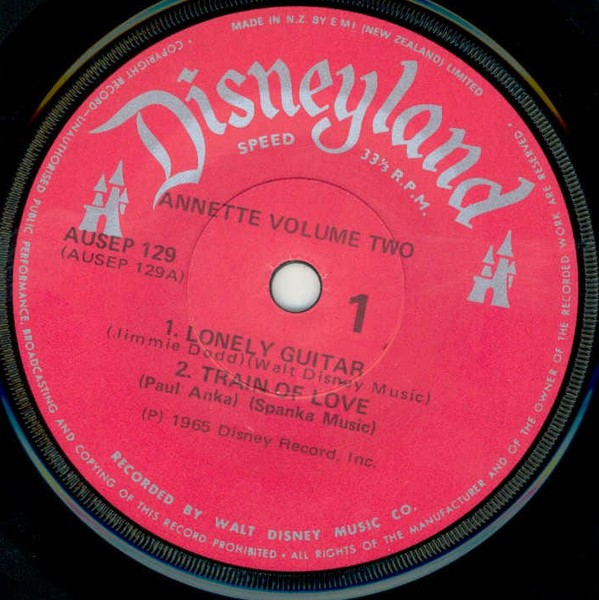 MADE IN N.Z. BY EMI (NEW ZEALAND) LIMITED
Disneyland
SPEED 33⅓ R.P.M.
ANNETTE VOLUME TWO
AUSEP 129
(AUSEP 129A)
1
1. LONELY GUITAR
(Jimmie Dodd)(Walt Disney Music)
2. TRAIN OF LOVE
(Paul Anka) (Spanka Music)
(P) 1965 Disney Record, Inc.
RECORDED BY WALT DISNEY MUSIC CO.
COPYRIGHT RECORD—UNAUTHORISED PUBLIC PERFORMANCE, BROADCASTING AND COPYING OF THIS RECORD PROHIBITED • ALL RIGHTS OF THE MANUFACTURER AND OF THE OWNER OF THE RECORDED WORK ARE RESERVED •